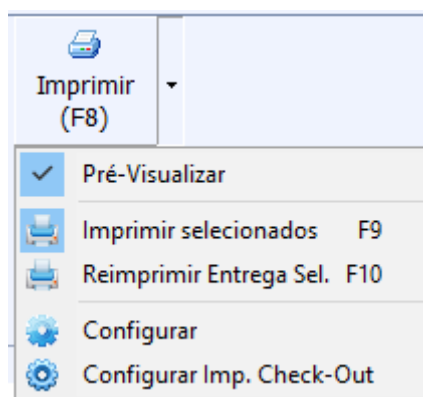 Imprimir
(F8)
Pré-Visualizar
Imprimir selecionados F9
Reimprimir Entrega Sel. F10
Configurar
Configurar Imp. Check-Out